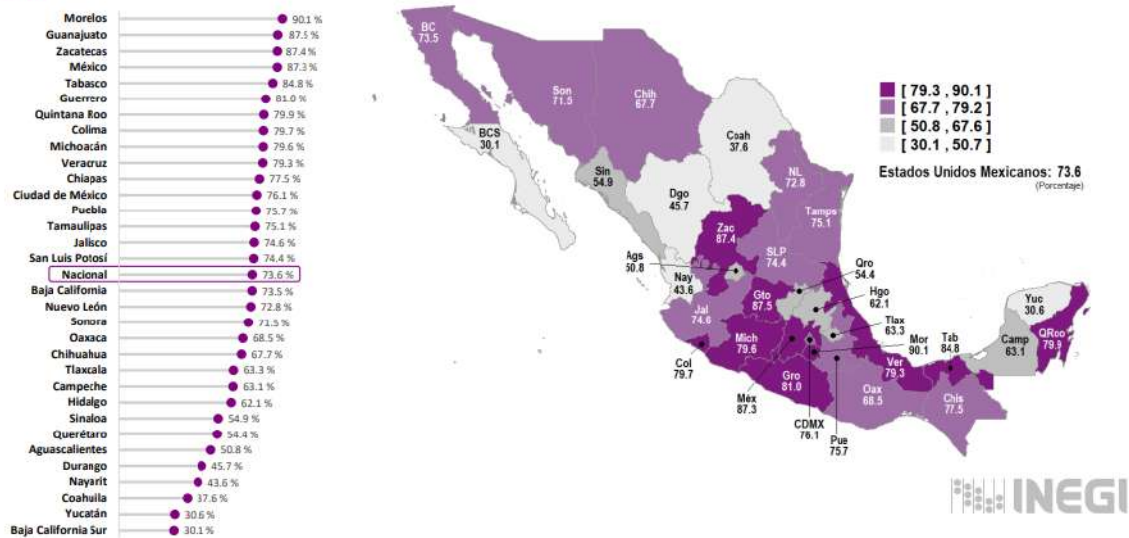 Morelos 90.1 %
Guanajuato 87.5 %
Zacatecas 87.4 %
México 87.3 %
Tabasco 84.8 %
Guerrero 81.0 %
Quintana Roo 79.9 %
Colima 79.7 %
Michoacán 79.6 %
Veracruz 79.3 %
Chiapas 77.5 %
Ciudad de México 76.1 %
Puebla 75.7 %
Tamaulipas 75.1 %
Jalisco 74.6 %
San Luis Potosí 74.4 %
Nacional 73.6 %
Baja California 73.5 %
Nuevo León 72.8 %
Sonora 71.5 %
Oaxaca 68.5 %
Chihuahua 67.7 %
Tlaxcala 63.3 %
Campeche 63.1 %
Hidalgo 62.1 %
Sinaloa 54.9 %
Querétaro 54.4 %
Aguascalientes 50.8 %
Durango 45.7 %
Nayarit 43.6 %
Coahuila 37.6 %
Yucatán 30.6 %
Baja California Sur 30.1 %
BC
73.5
Son
71.5
Chih
67.7
Coah
37.6
BCS
30.1
Sin
54.9
Dgo
45.7
NL
72.8
Tamps
75.1
Zac
87.4
SLP
74.4
Ags
50.8
Nay
43.6
Qro
54.4
Hgo
62.1
Gto
87.5
Jal
74.6
Tlax
63.3
Mich
79.6
Mor
90.1
Tab
84.8
Col
79.7
Gro
81.0
Ver
79.3
Méx
87.3
CDMX
76.1
Pue
75.7
Oax
68.5
Chis
77.5
Camp
63.1
Yuc
30.6
QRoo
79.9
[ 79.3 , 90.1 ]
[ 67.7 , 79.2 ]
[ 50.8 , 67.6 ]
[ 30.1 , 50.7 ]
Estados Unidos Mexicanos: 73.6
(Porcentaje)
INEGI